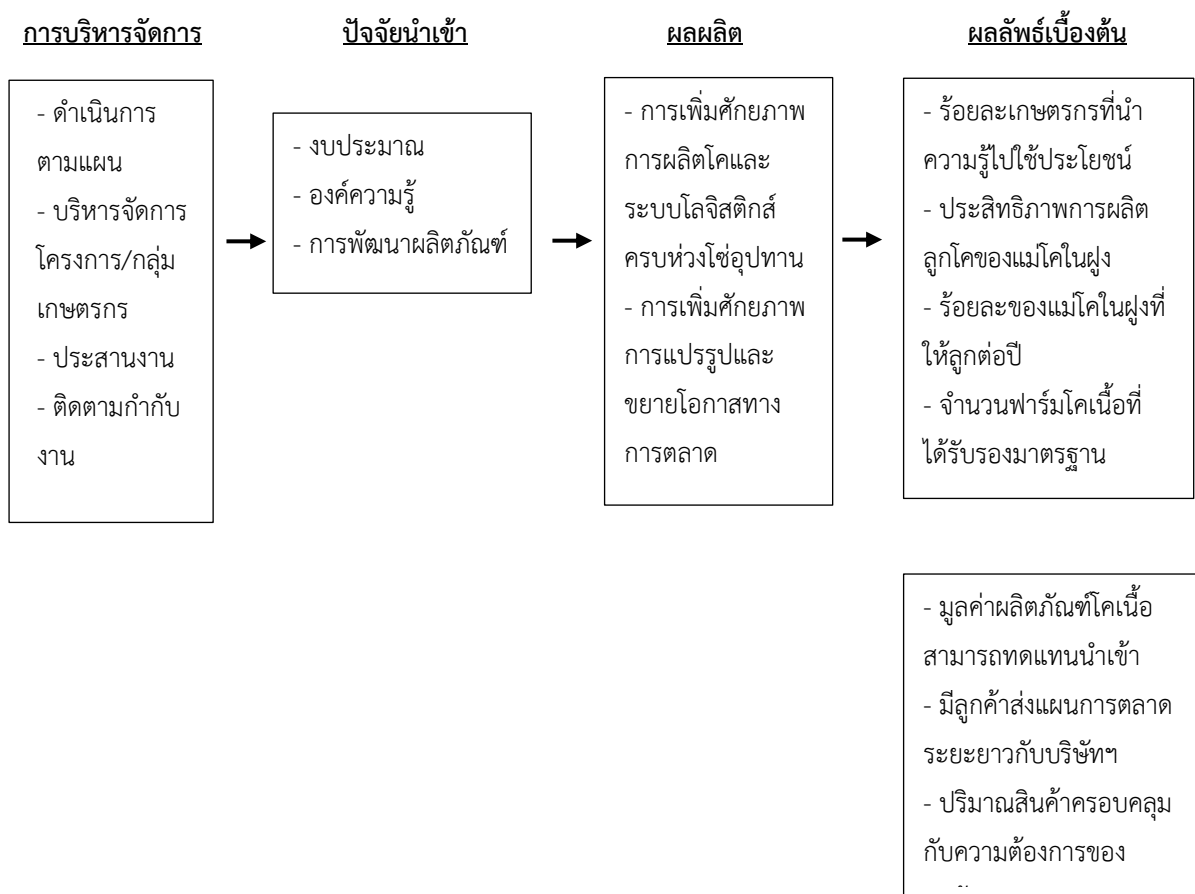 การบริหารจัดการ
ปัจจัยนำเข้า
ผลผลิต
ผลลัพธ์เบื้องต้น
- ดำเนินการ
ตามแผน
- บริหารจัดการ
โครงการ/กลุ่ม
เกษตรกร
- ประสานงาน
- ติดตามกำกับ
งาน
- งบประมาณ
- องค์ความรู้
- การพัฒนาผลิตภัณฑ์
- การเพิ่มศักยภาพ
การผลิตโคและ
ระบบโลจิสติกส์
ครบห่วงโซ่อุปทาน
- การเพิ่มศักยภาพ
การแปรรูปและ
ขยายโอกาสทาง
การตลาด
- ร้อยละเกษตรกรที่นำ
ความรู้ไปใช้ประโยชน์
- ประสิทธิภาพการผลิต
ลูกโคของแม่โคในฝูง
- ร้อยละของแม่โคในฝูงที่
ให้ลูกต่อปี
- จำนวนฟาร์มโคเนื้อที่
ได้รับรองมาตรฐาน
- มูลค่าผลิตภัณฑ์โคเนื้อ
สามารถทดแทนนำเข้า
- มีลูกค้าส่งแผนการตลาด
ระยะยาวกับบริษัทฯ
- ปริมาณสินค้าครอบคลุม
กับความต้องการของ